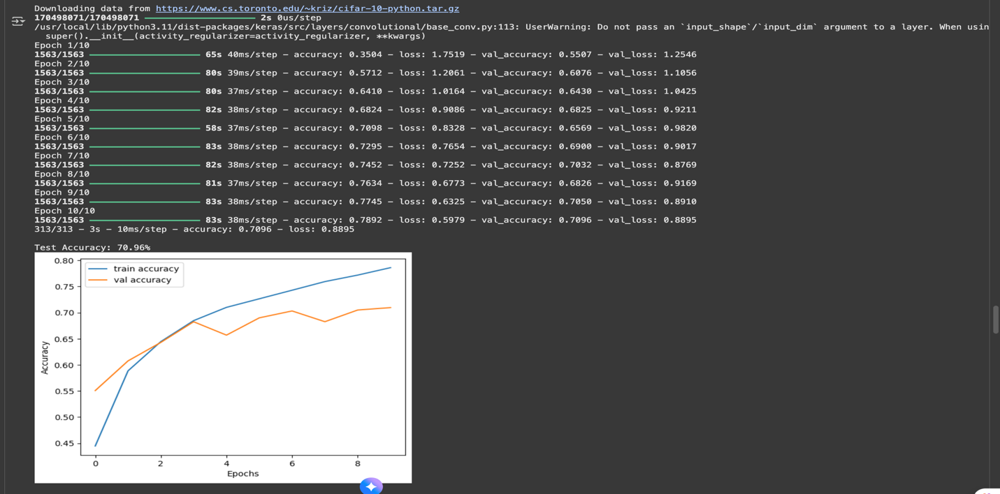 Downloading data from https://www.cs.toronto.edu/~kriz/cifar-10-python.tar.gz
170498071/170498071 ━━━━━━━━━━━━━━━━━━━━ 2s 0us/step
/usr/local/lib/python3.11/dist-packages/keras/src/layers/convolutional/base_conv.py:113: UserWarning: Do not pass an `input_shape`/`input_dim` argument to a layer. When usin
super().__init__(activity_regularizer=activity_regularizer, **kwargs)
Epoch 1/10
1563/1563 ━━━━━━━━━━━━━━━━━━━━ 65s 40ms/step - accuracy: 0.3504 - loss: 1.7519 - val_accuracy: 0.5507 - val_loss: 1.2546
Epoch 2/10
1563/1563 ━━━━━━━━━━━━━━━━━━━━ 80s 39ms/step - accuracy: 0.5712 - loss: 1.2061 - val_accuracy: 0.6076 - val_loss: 1.1056
Epoch 3/10
1563/1563 ━━━━━━━━━━━━━━━━━━━━ 80s 37ms/step - accuracy: 0.6410 - loss: 1.0164 - val_accuracy: 0.6430 - val_loss: 1.0425
Epoch 4/10
1563/1563 ━━━━━━━━━━━━━━━━━━━━ 82s 38ms/step - accuracy: 0.6824 - loss: 0.9086 - val_accuracy: 0.6825 - val_loss: 0.9211
Epoch 5/10
1563/1563 ━━━━━━━━━━━━━━━━━━━━ 58s 37ms/step - accuracy: 0.7098 - loss: 0.8328 - val_accuracy: 0.6569 - val_loss: 0.9820
Epoch 6/10
1563/1563 ━━━━━━━━━━━━━━━━━━━━ 83s 38ms/step - accuracy: 0.7295 - loss: 0.7654 - val_accuracy: 0.6900 - val_loss: 0.9017
Epoch 7/10
1563/1563 ━━━━━━━━━━━━━━━━━━━━ 82s 38ms/step - accuracy: 0.7452 - loss: 0.7252 - val_accuracy: 0.7032 - val_loss: 0.8769
Epoch 8/10
1563/1563 ━━━━━━━━━━━━━━━━━━━━ 81s 37ms/step - accuracy: 0.7634 - loss: 0.6773 - val_accuracy: 0.6826 - val_loss: 0.9169
Epoch 9/10
1563/1563 ━━━━━━━━━━━━━━━━━━━━ 83s 38ms/step - accuracy: 0.7745 - loss: 0.6325 - val_accuracy: 0.7050 - val_loss: 0.8910
Epoch 10/10
1563/1563 ━━━━━━━━━━━━━━━━━━━━ 83s 38ms/step - accuracy: 0.7892 - loss: 0.5979 - val_accuracy: 0.7096 - val_loss: 0.8895
313/313 - 3s - 10ms/step - accuracy: 0.7096 - loss: 0.8895
Test Accuracy: 70.96%
train accuracy
val accuracy
0.80
0.75
0.70
0.65
0.60
0.55
0.50
0.45
Accuracy
0 2 4 6 8
Epochs